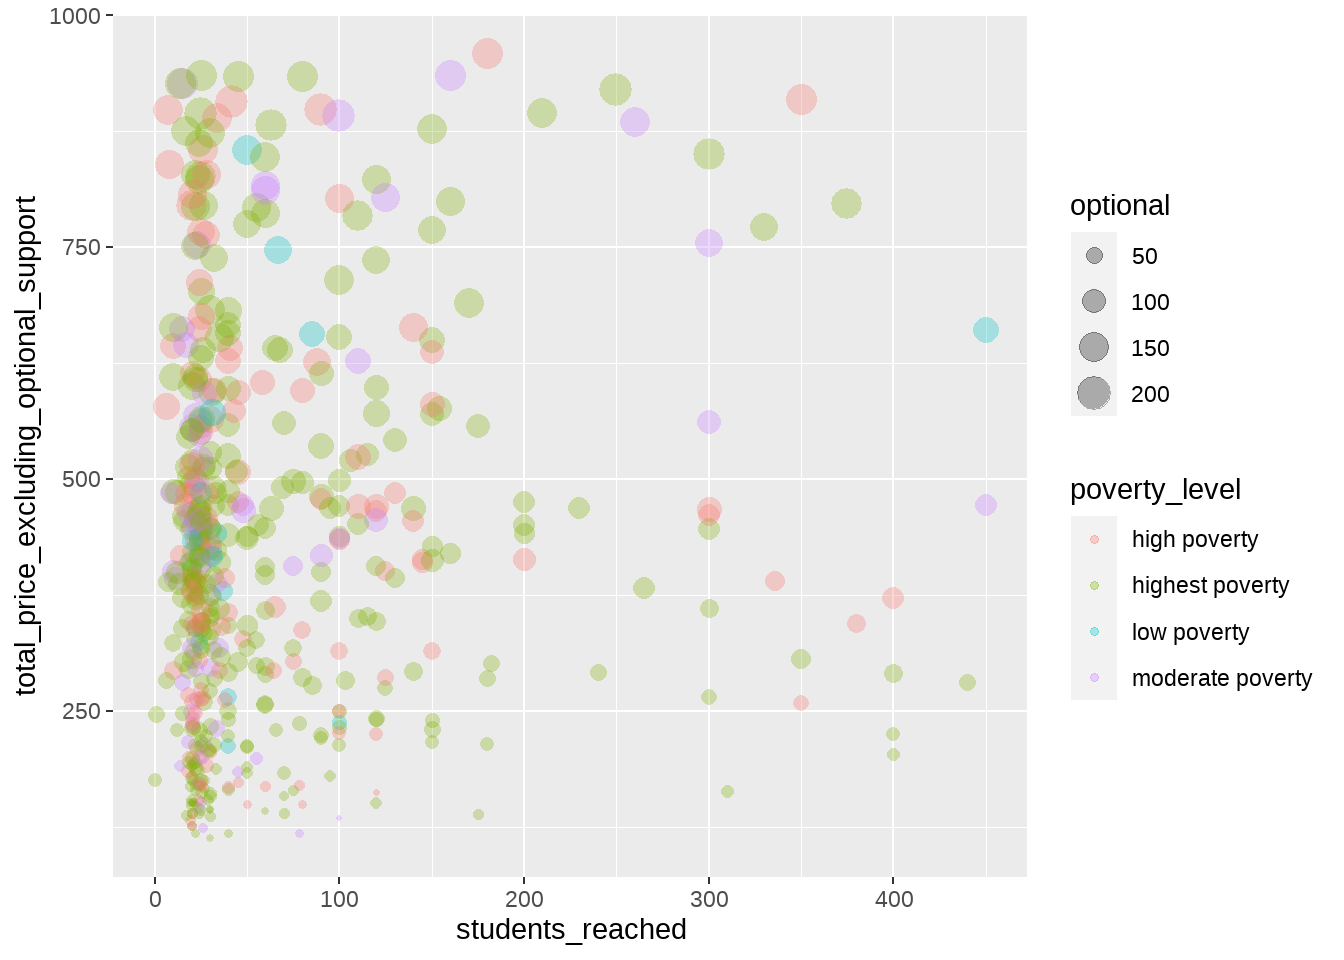 1000
750
500
250
0
100
200
300
400
students_reached
total_price_excluding_optional_support
optional
50
100
150
200
poverty_level
high poverty
highest poverty
low poverty
moderate poverty